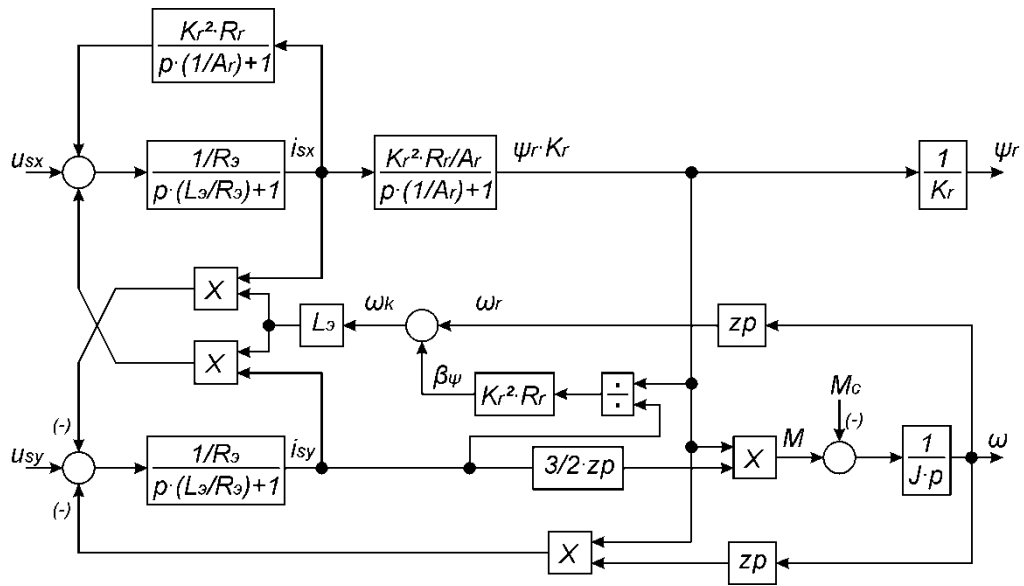 Kr²·Rr
p·(1/Ar)+1
usx
1/Rэ
p·(Lэ/Rэ)+1
isx
Kr²·Rr/Ar
p·(1/Ar)+1
ψr·Kr
1
Kr
ψr
X
Lэ
ωk
ωr
zp
X
βψ
Kr²·Rr
÷
Mc
(-)
(-)
usy
(-)
1/Rэ
p·(Lэ/Rэ)+1
isy
3/2·zp
X
M
1
J·p
ω
X
zp